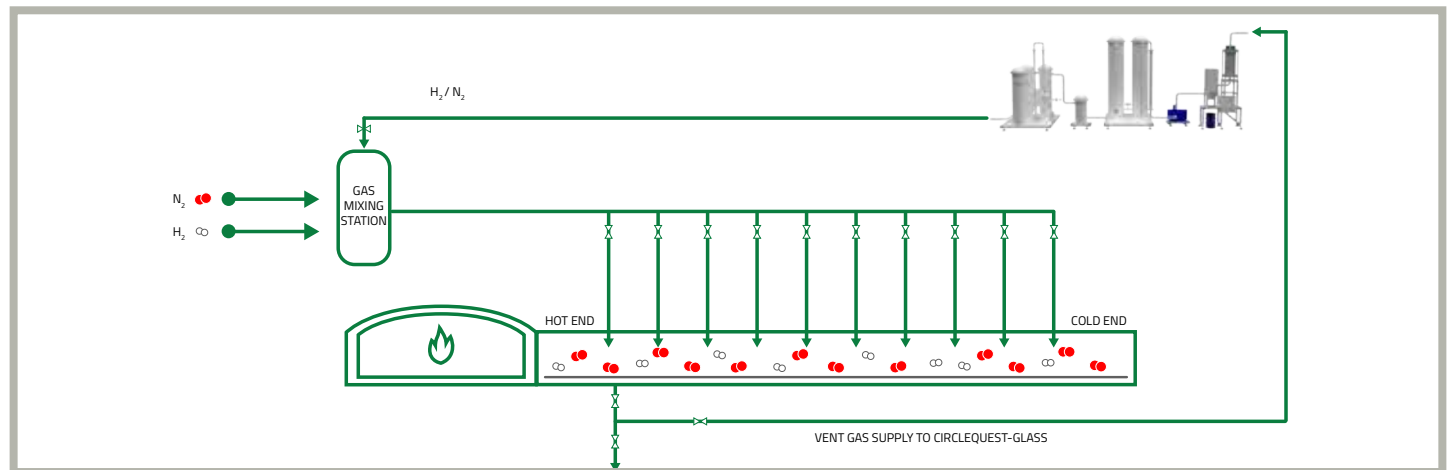 H₂ / N₂
GAS
MIXING
STATION
N₂
H₂
HOT END
COLD END
VENT GAS SUPPLY TO CIRCLEQUEST-GLASS